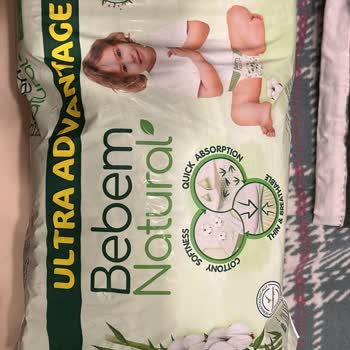 ULTRA ADVANTAGE
Bebem
Natural
QUICK ABSORPTION
THIN & BREATHABLE
COTTONY SOFTNESS